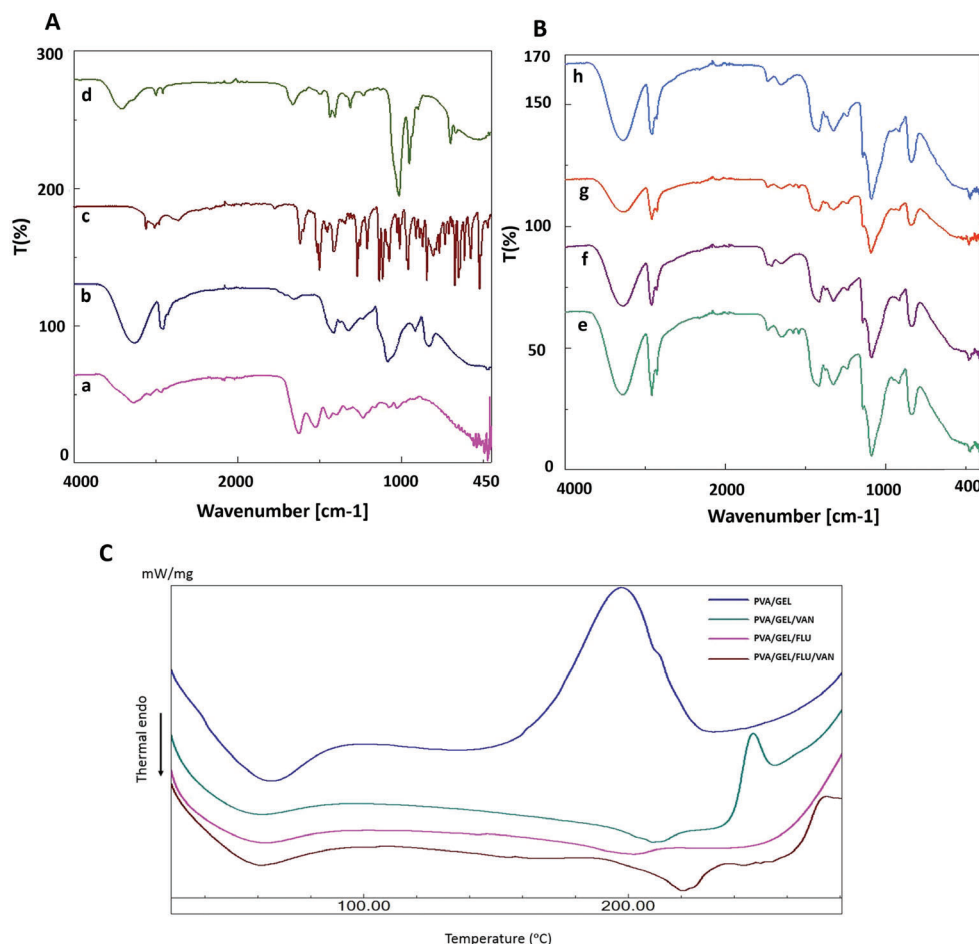 A
300
200
100
0
T(%)
d
c
b
a
4000
2000
1000
450
Wavenumber [cm-1]
B
170
150
100
50
0
T(%)
h
g
f
e
4000
2000
1000
400
Wavenumber [cm-1]
C
mW/mg
Thermal endo
PVA/GEL
PVA/GEL/VAN
PVA/GEL/FLU
PVA/GEL/FLU/VAN
100.00
200.00
Temperature (°C)